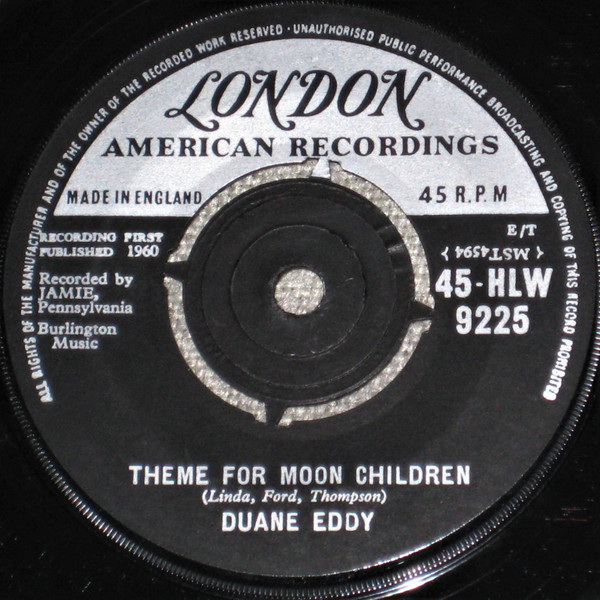 ALL RIGHTS OF THE MANUFACTURER AND OF THE OWNER OF THE RECORDED WORK RESERVED · UNAUTHORISED PUBLIC PERFORMANCE BROADCASTING AND COPYING OF THIS RECORD PROHIBITED
LONDON
AMERICAN RECORDINGS
MADE IN ENGLAND
45 R.P.M
RECORDING FIRST
PUBLISHED 1960
E/T
{ MST4594 }
Recorded by
JAMIE,
Pennsylvania
45-HLW
9225
Burlington
Music
THEME FOR MOON CHILDREN
(Linda, Ford, Thompson)
DUANE EDDY